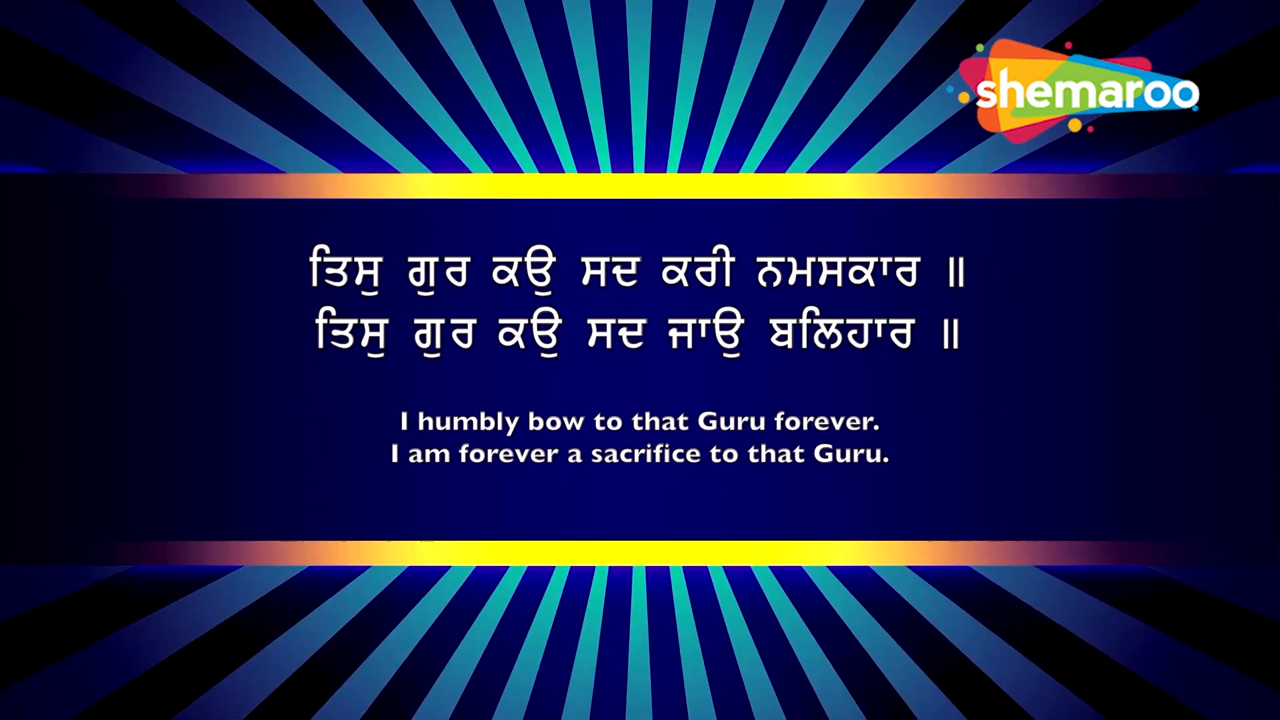 shemaroo
ਤਿਸੁ ਗੁਰ ਕਉ ਸਦ ਕਰੀ ਨਮਸਕਾਰ ॥
ਤਿਸੁ ਗੁਰ ਕਉ ਸਦ ਜਾਉ ਬਲਿਹਾਰ ॥
I humbly bow to that Guru forever.
I am forever a sacrifice to that Guru.